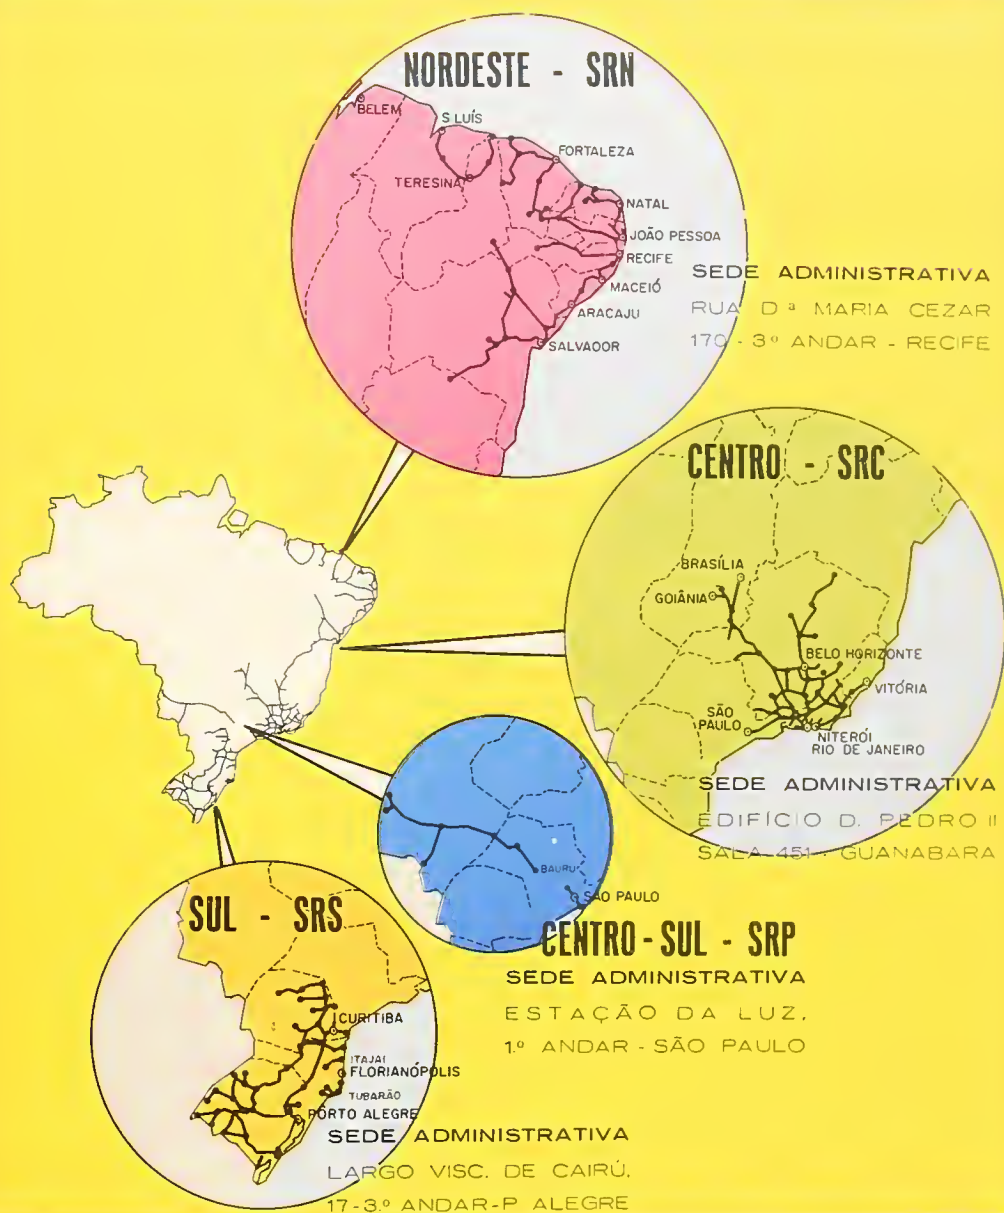 NORDESTE - SRN
BELEM
S LUÍS
FORTALEZA
TERESINA
NATAL
JOÃO PESSOA
RECIFE
MACEIÓ
ARACAJU
SALVADOR
SEDE ADMINISTRATIVA
RUA Dª MARIA CEZAR
170 - 3º ANDAR - RECIFE
CENTRO - SRC
BRASÍLIA
GOIÂNIA
BELO HORIZONTE
VITÓRIA
SÃO
PAULO
NITERÓI
RIO DE JANEIRO
SEDE ADMINISTRATIVA
EDIFÍCIO D. PEDRO II
SALA 451 - GUANABARA
BAURU
SÃO PAULO
CENTRO-SUL - SRP
SEDE ADMINISTRATIVA
ESTAÇÃO DA LUZ,
1.º ANDAR - SÃO PAULO
SUL - SRS
CURITIBA
ITAJAÍ
FLORIANÓPOLIS
TUBARÃO
PÔRTO ALEGRE
SEDE ADMINISTRATIVA
LARGO VISC. DE CAIRÚ,
17-3.º ANDAR-P ALEGRE